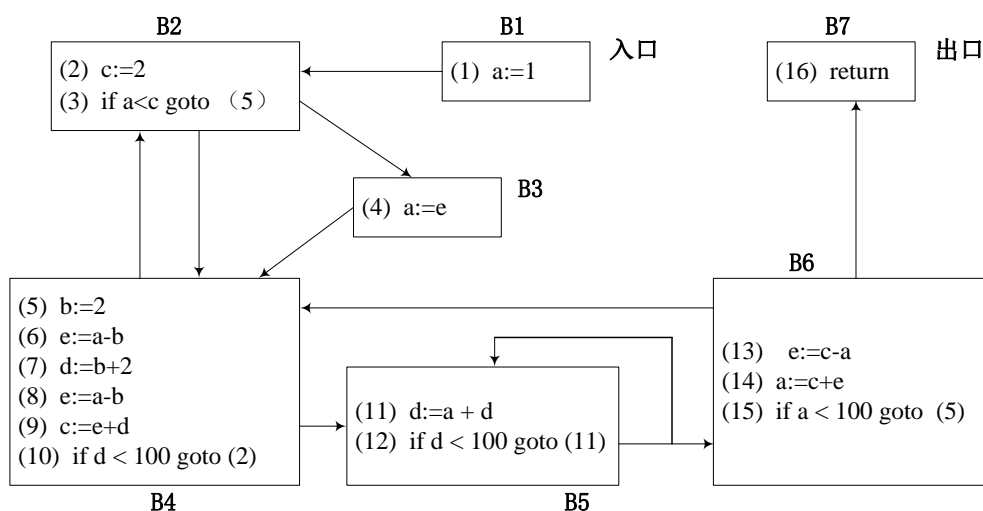 B2
B1
B7
入口
出口
(2) c:=2
(3) if a<c goto （5）
(1) a:=1
(16) return
(4) a:=e
B3
B6
(5) b:=2
(6) e:=a-b
(7) d:=b+2
(8) e:=a-b
(9) c:=e+d
(10) if d < 100 goto (2)
B4
(11) d:=a + d
(12) if d < 100 goto (11)
B5
(13) e:=c-a
(14) a:=c+e
(15) if a < 100 goto (5)